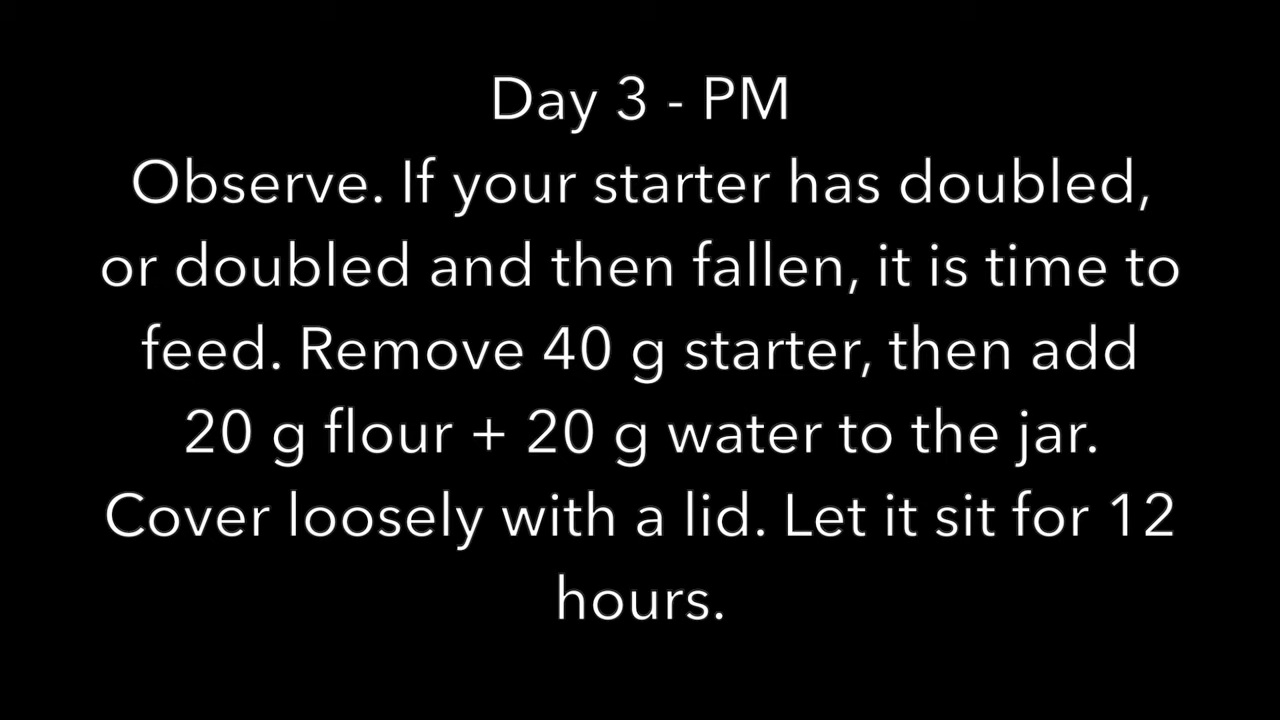 Day 3 - PM
Observe. If your starter has doubled,
or doubled and then fallen, it is time to
feed. Remove 40 g starter, then add
20 g flour + 20 g water to the jar.
Cover loosely with a lid. Let it sit for 12
hours.